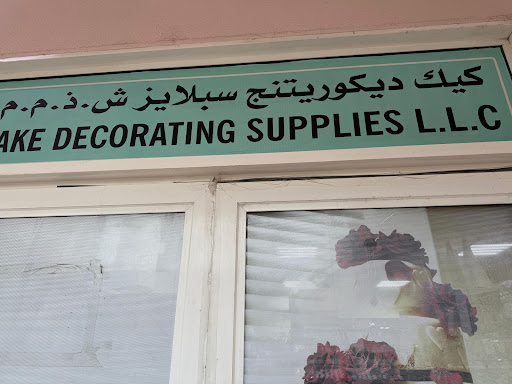 كيك ديكوريتنج سبلايز ش.ذ.م.م
AKE DECORATING SUPPLIES L.L.C